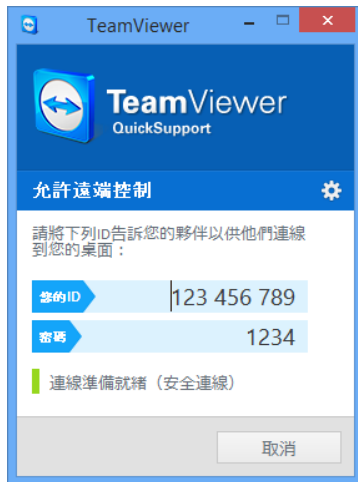 TeamViewer
TeamViewer
QuickSupport
允許遠端控制
請將下列ID告訴您的夥伴以供他們連線
到您的桌面：
您的ID 123 456 789
密碼 1234
連線準備就緒（安全連線）
取消